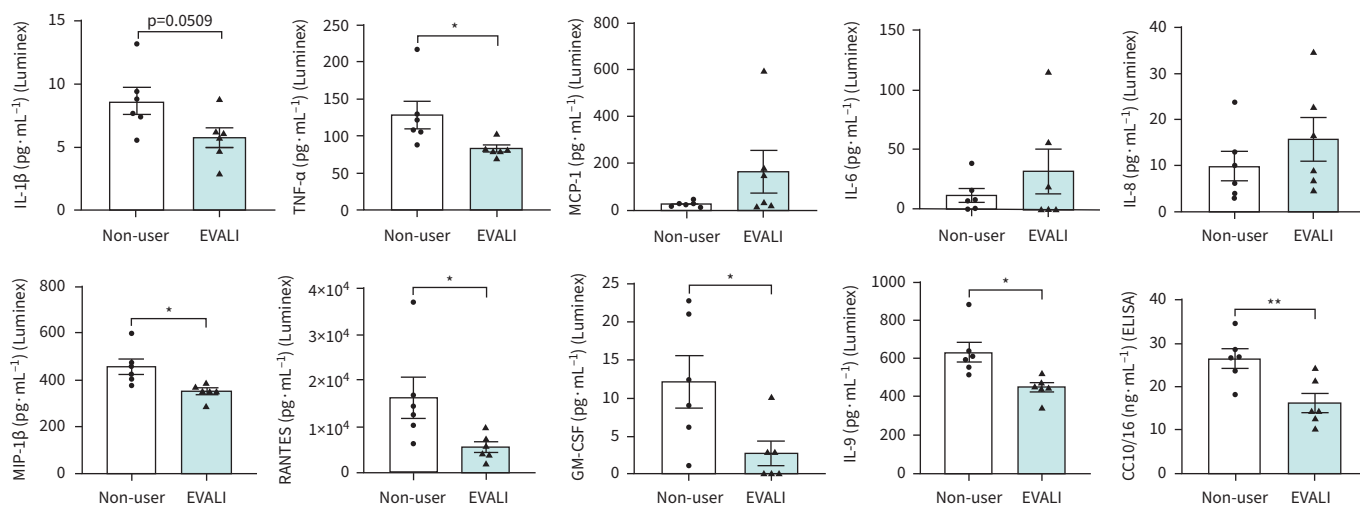 IL-1β (pg·mL⁻¹) (Luminex)
15
10
5
0
p=0.0509
Non-user
EVALI
TNF-α (pg·mL⁻¹) (Luminex)
250
200
150
100
50
0
*
Non-user
EVALI
MCP-1 (pg·mL⁻¹) (Luminex)
800
600
400
200
0
Non-user
EVALI
IL-6 (pg·mL⁻¹) (Luminex)
150
100
50
0
Non-user
EVALI
IL-8 (pg·mL⁻¹) (Luminex)
40
30
20
10
0
Non-user
EVALI
MIP-1β (pg·mL⁻¹) (Luminex)
800
600
400
200
0
*
Non-user
EVALI
RANTES (pg·mL⁻¹) (Luminex)
4×10⁴
3×10⁴
2×10⁴
1×10⁴
0
*
Non-user
EVALI
GM-CSF (pg·mL⁻¹) (Luminex)
25
20
15
10
5
0
*
Non-user
EVALI
IL-9 (pg·mL⁻¹) (Luminex)
1000
800
600
400
200
0
*
Non-user
EVALI
CC10/16 (ng·mL⁻¹) (ELISA)
40
30
20
10
0
**
Non-user
EVALI